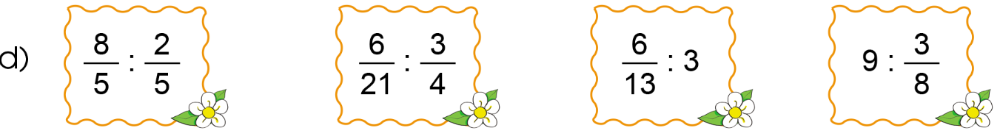 d) 8/5 : 2/5   6/21 : 3/4   6/13 : 3   9 : 3/8